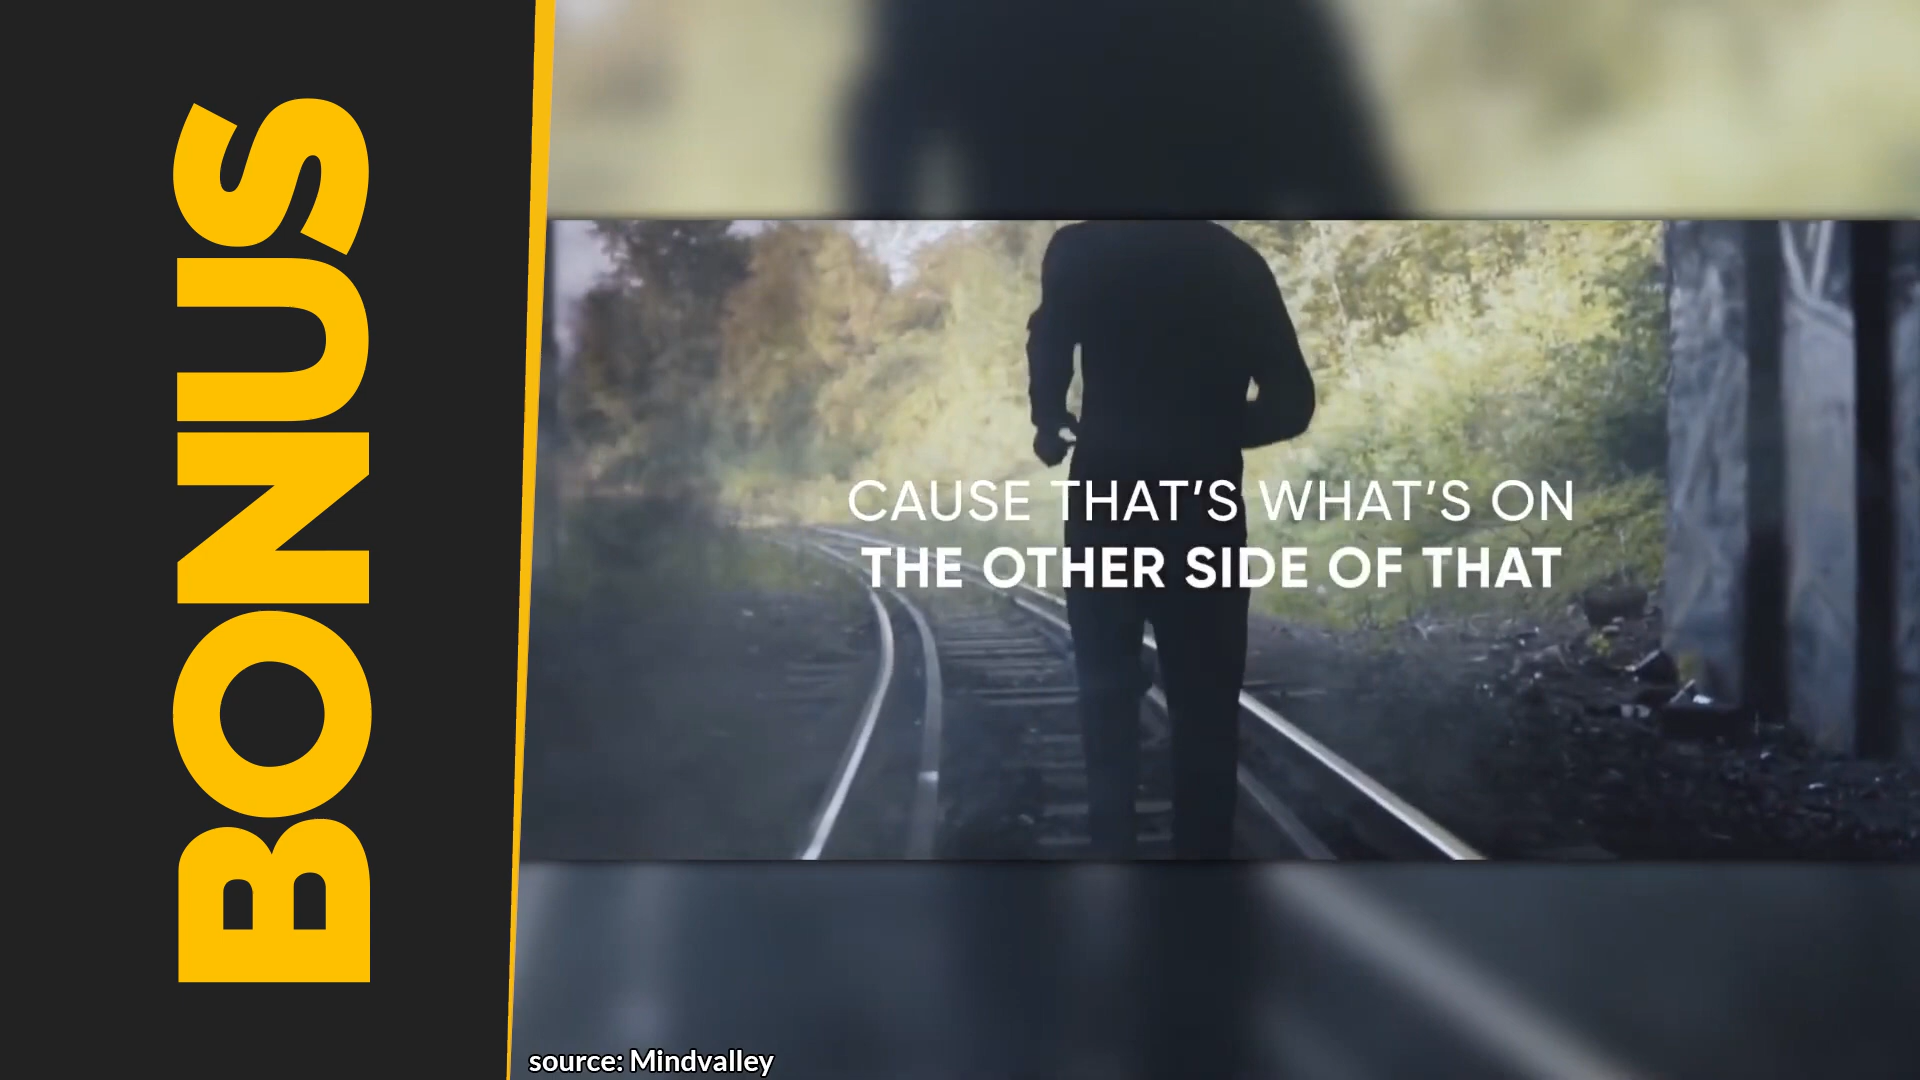 BONUS
CAUSE THAT'S WHAT'S ON
THE OTHER SIDE OF THAT
source: Mindvalley